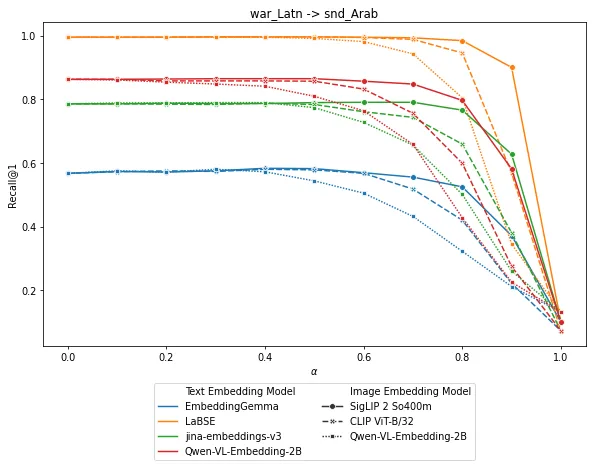 war_Latn -> snd_Arab
1.0
0.8
0.6
0.4
0.2
Recall@1
0.0 0.2 0.4 0.6 0.8 1.0
α
Text Embedding Model Image Embedding Model
EmbeddingGemma SigLIP 2 So400m
LaBSE CLIP ViT-B/32
jina-embeddings-v3 Qwen-VL-Embedding-2B
Qwen-VL-Embedding-2B